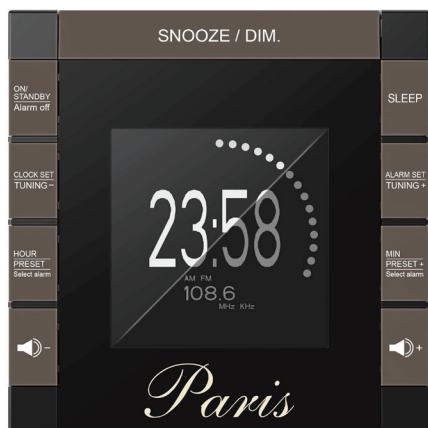 SNOOZE / DIM.
ON/
STANDBY
Alarm off
SLEEP
CLOCK SET
TUNING -
ALARM SET
TUNING +
HOUR
PRESET
Select alarm
MIN
PRESET +
Select alarm
23:58
AM FM
108.6
MHz KHz
-
+
Paris